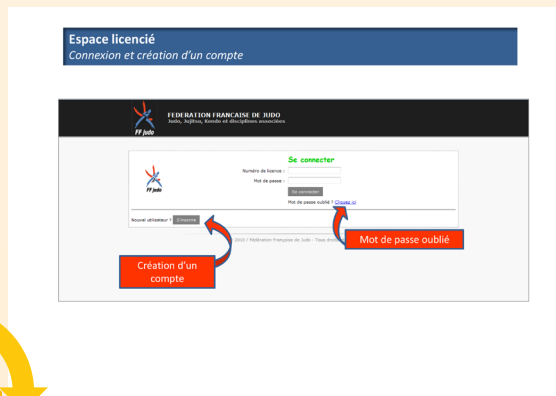 Espace licencié
Connexion et création d'un compte
FEDERATION FRANCAISE DE JUDO
Judo, Jujitsu, Kendo et disciplines associées
FF Judo
Se connecter
Numéro de licence :
Mot de passe :
FF Judo
Se connecter
Mot de passe oublié ? Cliquez ici
Nouvel utilisateur ? S'inscrire
2010 / Fédération Française de Judo - Tous
Mot de passe oublié
Création d'un
compte